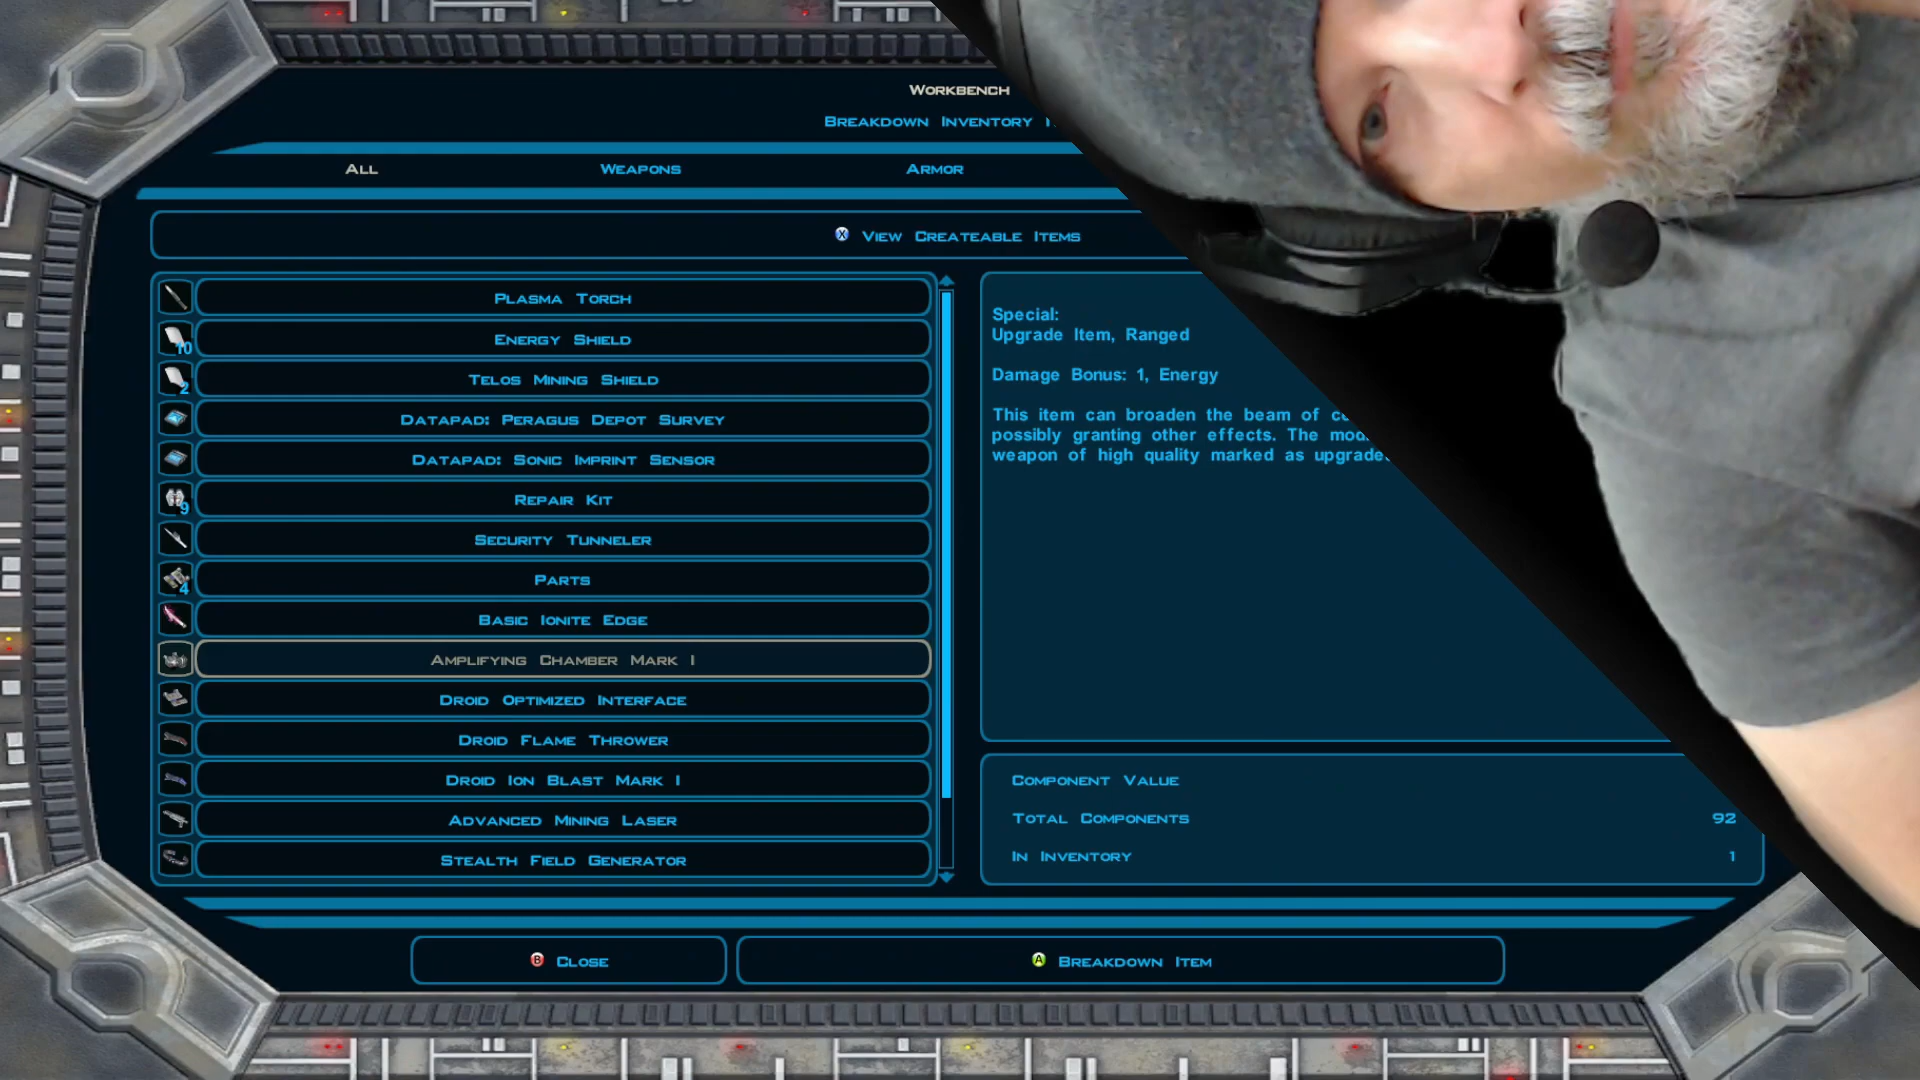 Workbench
Breakdown Inventory
All Weapons Armor
X View Createable Items
Plasma Torch
10 Energy Shield
2 Telos Mining Shield
Datapad: Peragus Depot Survey
Datapad: Sonic Imprint Sensor
9 Repair Kit
Security Tunneler
4 Parts
Basic Ionite Edge
Amplifying Chamber Mark I
Droid Optimized Interface
Droid Flame Thrower
Droid Ion Blast Mark I
Advanced Mining Laser
Stealth Field Generator
Special:
Upgrade Item, Ranged
Damage Bonus: 1, Energy
This item can broaden the beam of
possibly granting other effects. The
weapon of high quality marked as
Component Value
Total Components 92
In Inventory 1
B Close
A Breakdown Item